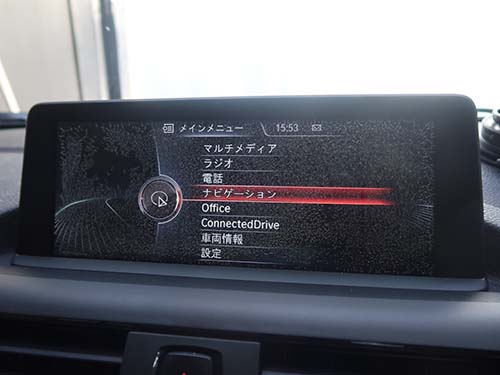 メインメニュー 15:53
マルチメディア
ラジオ
電話
ナビゲーション
Office
ConnectedDrive
車両情報
設定